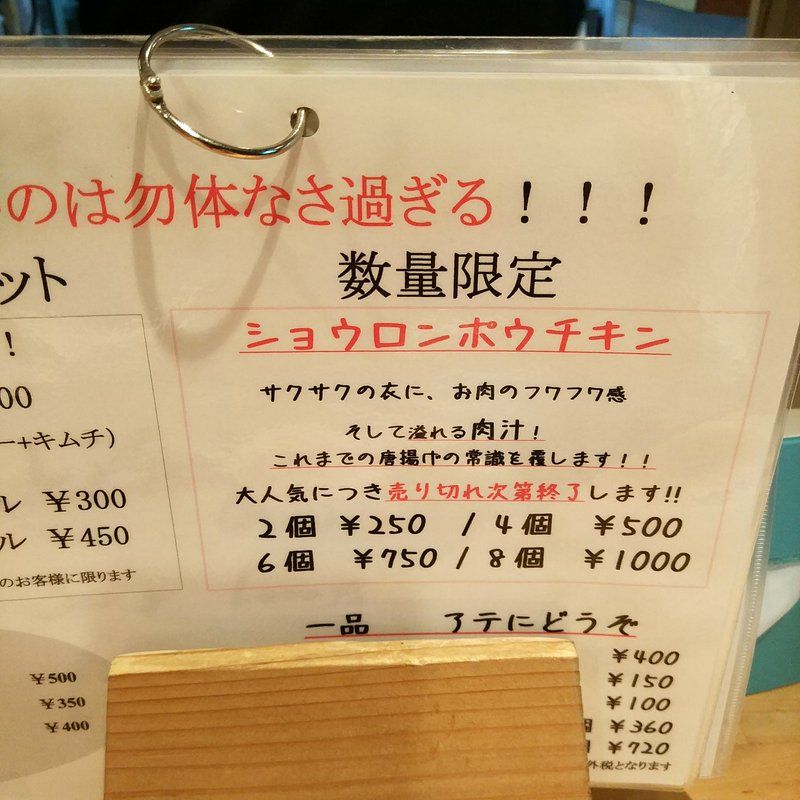 のは勿体なさ過ぎる！！！
ット
数量限定
！
ショウロンポウチキン
00
サクサクの衣に、お肉のフワフワ感
ー+キムチ）
そして溢れる肉汁！
これまでの唐揚巾の常識を覆します！！
ル ￥300
大人気につき売り切れ次第終了します!!
ル ￥450
2個 ￥250 / 4個 ￥500
6個 ￥750 / 8個 ￥1000
のお客様に限ります
一品 アテにどうぞ
￥500
￥350
￥400
￥400
￥150
￥100
￥360
￥720
外税となります